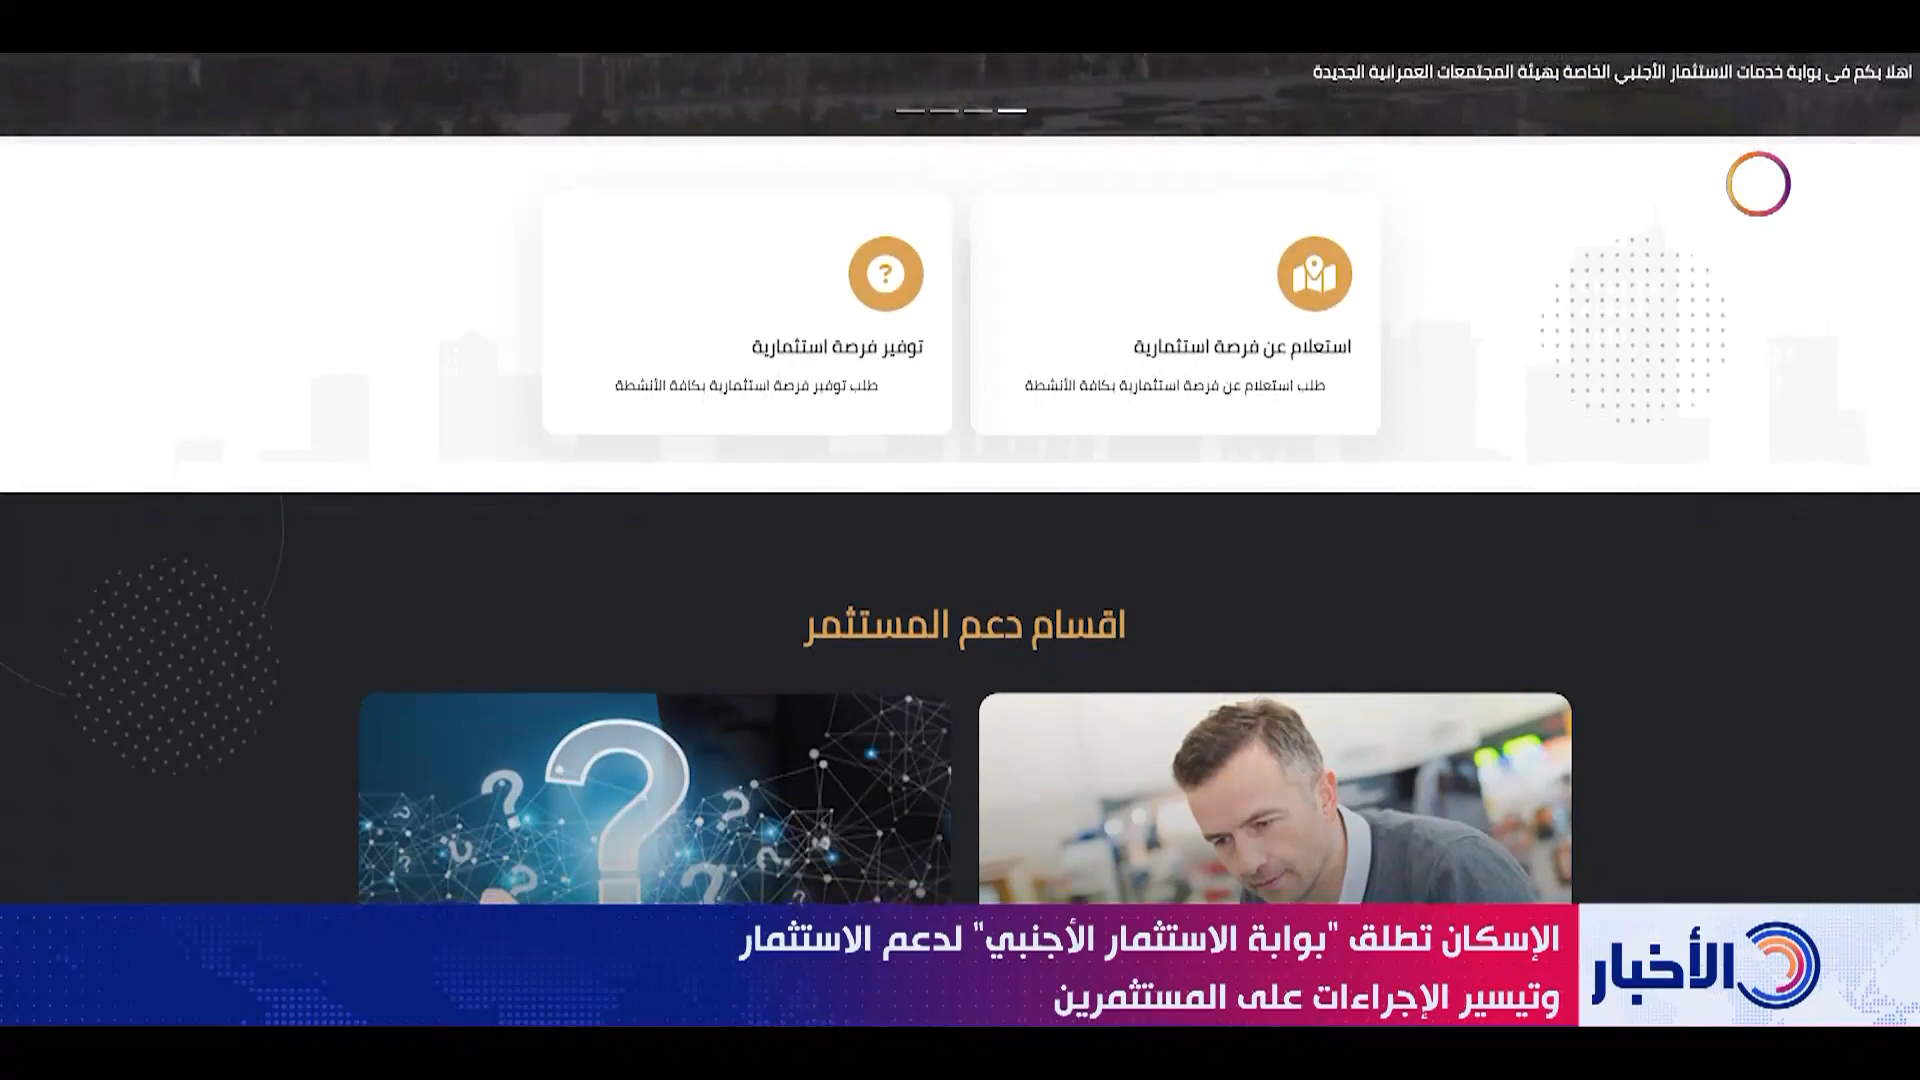 اهلا بكم فى بوابة خدمات الاستثمار الأجنبي الخاصة بهيئة المجتمعات العمرانية الجديدة
استعلام عن فرصة استثمارية
طلب استعلام عن فرصة استثمارية بكافة الأنشطة
توفير فرصة استثمارية
طلب توفير فرصة استثمارية بكافة الأنشطة
اقسام دعم المستثمر
الأخبار
الإسكان تطلق "بوابة الاستثمار الأجنبي" لدعم الاستثمار
وتيسير الإجراءات على المستثمرين